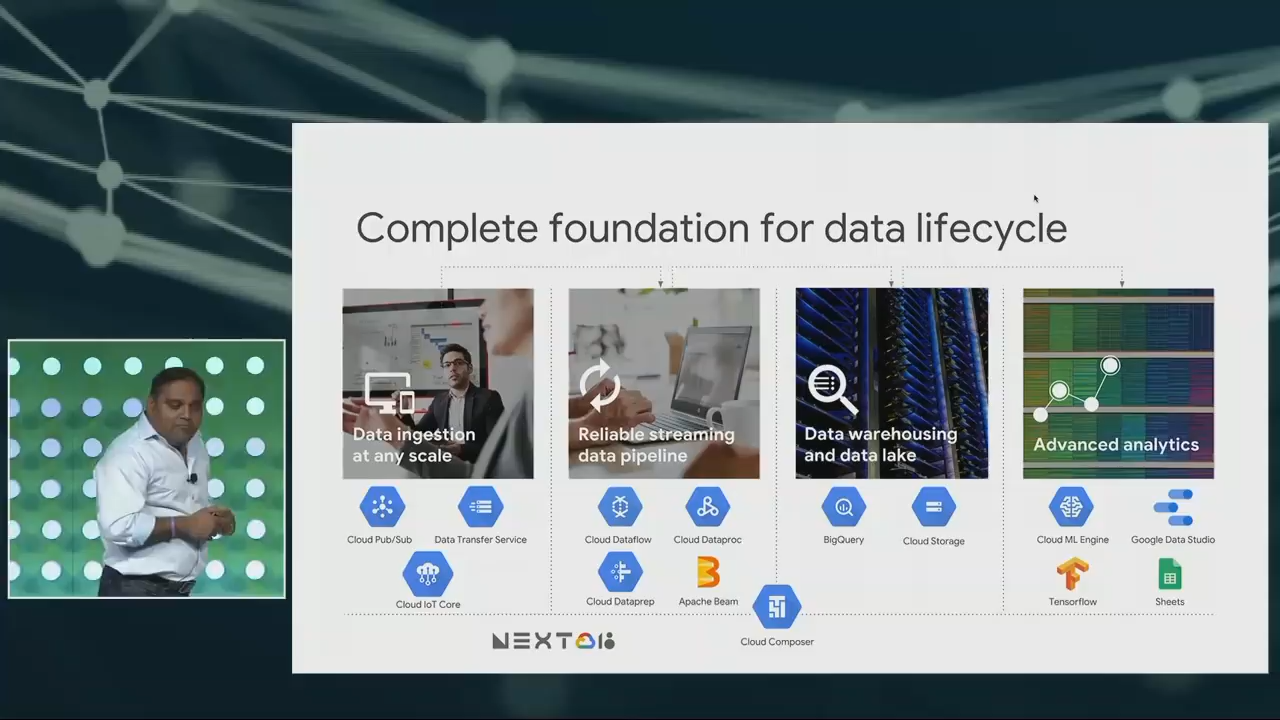 Complete foundation for data lifecycle
Data ingestion
at any scale
Reliable streaming
data pipeline
Data warehousing
and data lake
Advanced analytics
Cloud Pub/Sub
Data Transfer Service
Cloud IoT Core
Cloud Dataflow
Cloud Dataproc
Cloud Dataprep
Apache Beam
BigQuery
Cloud Storage
Cloud ML Engine
Google Data Studio
Tensorflow
Sheets
Cloud Composer
NEXT18